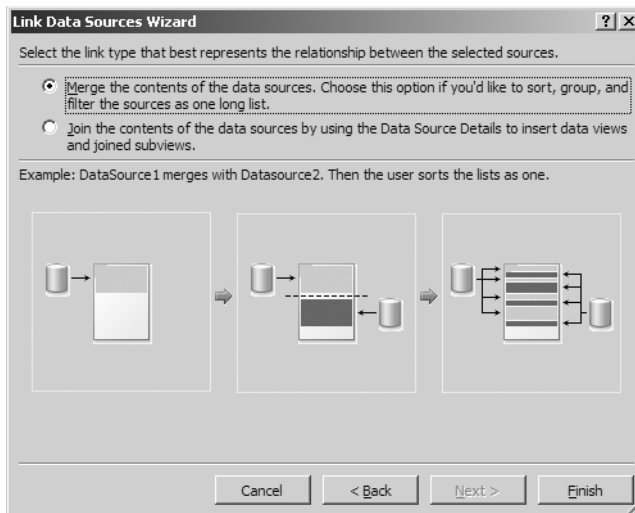 Link Data Sources Wizard
Select the link type that best represents the relationship between the selected sources.
Merge the contents of the data sources. Choose this option if you'd like to sort, group, and
filter the sources as one long list.
Join the contents of the data sources by using the Data Source Details to insert data views
and joined subviews.
Example: DataSource1 merges with Datasource2. Then the user sorts the lists as one.
Cancel < Back Next > Finish